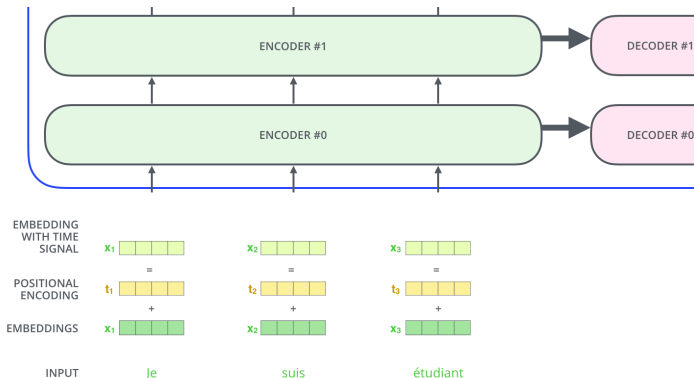 ENCODER #1
DECODER #1
ENCODER #0
DECODER #0
EMBEDDING
WITH TIME
SIGNAL
x₁ x₂ x₃
= = =
POSITIONAL
ENCODING
t₁ t₂ t₃
+ + +
EMBEDDINGS x₁ x₂ x₃
INPUT le suis étudiant